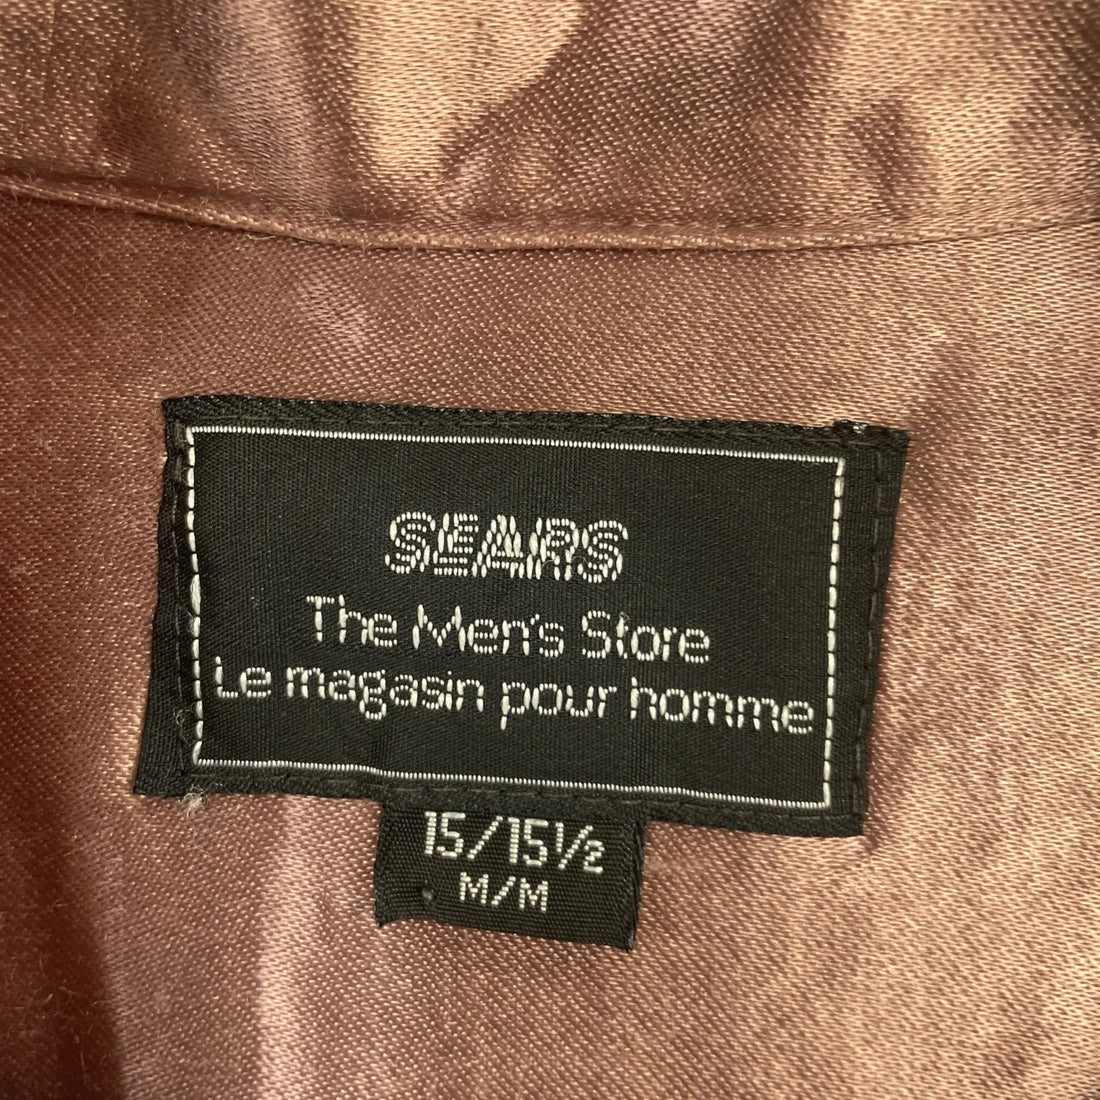 SEARS
The Men's Store
Le magasin pour homme
15/15½
M/M